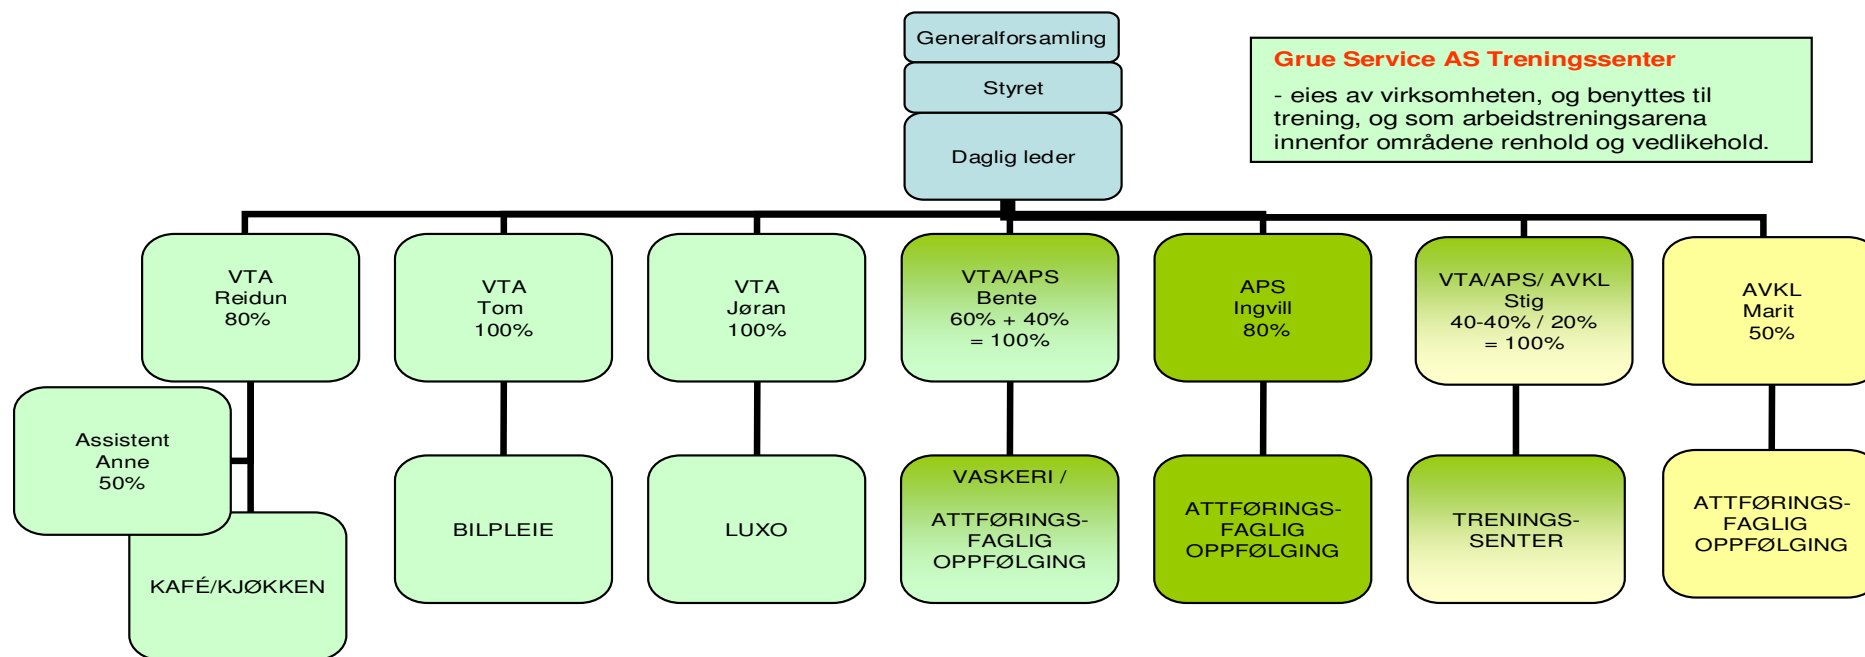 Generalforsamling
Styret
Daglig leder
Grue Service AS Treningssenter
- eies av virksomheten, og benyttes til
trening, og som arbeidstreningsarena
innenfor områdene renhold og vedlikehold.
VTA
Reidun
80%
VTA
Tom
100%
VTA
Jøran
100%
VTA/APS
Bente
60% + 40%
= 100%
APS
Ingvill
80%
VTA/APS/ AVKL
Stig
40-40% / 20%
= 100%
AVKL
Marit
50%
Assistent
Anne
50%
KAFÉ/KJØKKEN
BILPLEIE
LUXO
VASKERI /
ATTFØRINGS-
FAGLIG
OPPFØLGING
ATTFØRINGS-
FAGLIG
OPPFØLGING
TRENINGS-
SENTER
ATTFØRINGS-
FAGLIG
OPPFØLGING